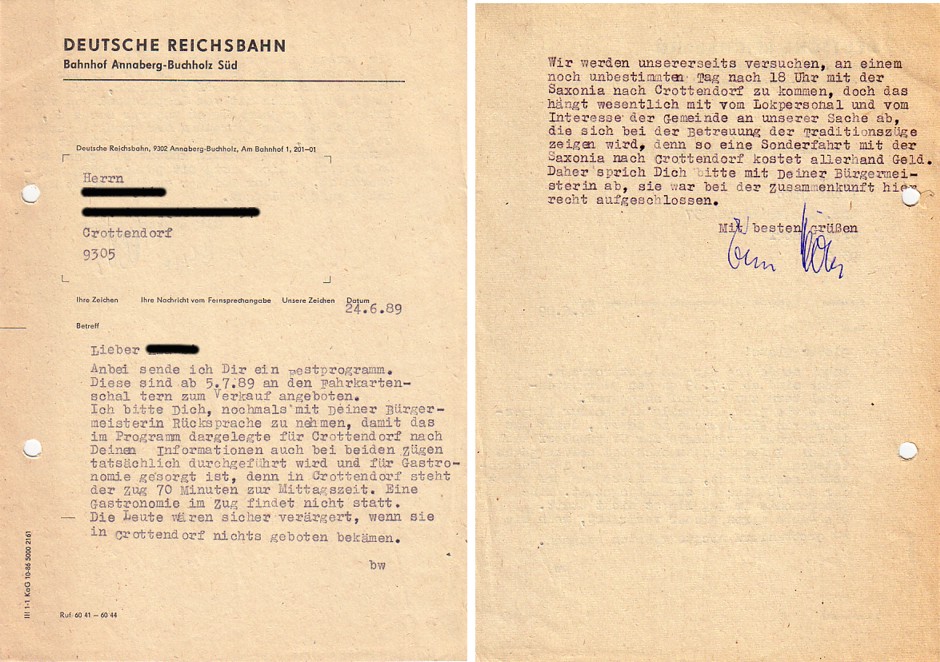 DEUTSCHE REICHSBAHN
Bahnhof Annaberg-Buchholz Süd
Deutsche Reichsbahn, 9302 Annaberg-Buchholz, Am Bahnhof 1, 201-01
Herrn
Crottendorf
9305
Ihre Zeichen Ihre Nachricht vom Fernsprechangabe Unsere Zeichen Datum
24.6.89
Betreff
Lieber
Anbei sende ich Dir ein Festprogramm.
Diese sind ab 5.7.89 an den Fahrkarten-
schal tern zum Verkauf angeboten.
Ich bitte Dich, nochmals mit Deiner Bürger-
meisterin Rücksprache zu nehmen, damit das
im Programm dargelegte für Crottendorf nach
Deinen Informationen auch bei beiden Zügen
tatsächlich durchgeführt wird und für Gastro-
nomie gesorgt ist, denn in Crottendorf steht
der Zug 70 Minuten zur Mittagszeit. Eine
Gastronomie im Zug findet nicht statt.
Die Leute wären sicher verärgert, wenn sie
in Crottendorf nichts geboten bekämen.
bw
III 1-1 KaG 10-86 5000 2161
Ruf: 60 41 – 60 44
Wir werden unsererseits versuchen, an einem
noch unbestimmten Tag nach 18 Uhr mit der
Saxonia nach Crottendorf zu kommen, doch das
hängt wesentlich mit vom Lokpersonal und vom
Interesse der Gemeinde an unserer Sache ab,
die sich bei der Betreuung der Traditionszüge
zeigen wird, denn so eine Sonderfahrt mit der
Saxonia nach Crottendorf kostet allerhand Geld.
Daher sprich Dich bitte mit Deiner Bürgermei-
sterin ab, sie war bei der Zusammenkunft hier
recht aufgeschlossen.
Mit besten Grüßen